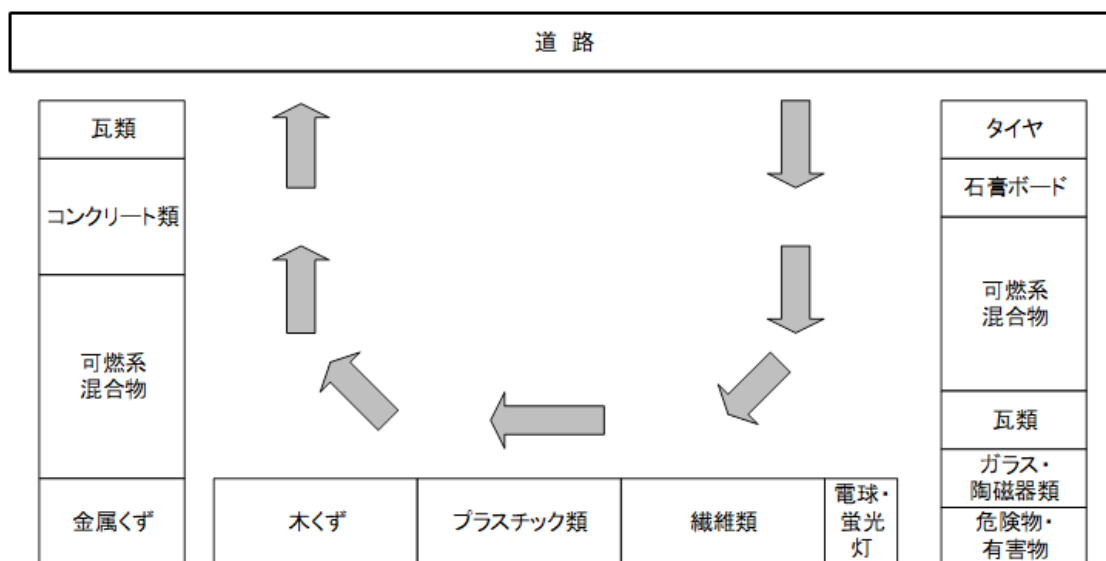 道 路
瓦類
コンクリート類
可燃系
混合物
金属くず
木くず
プラスチック類
繊維類
電球・
蛍光
灯
タイヤ
石膏ボード
可燃系
混合物
瓦類
ガラス・
陶磁器類
危険物・
有害物